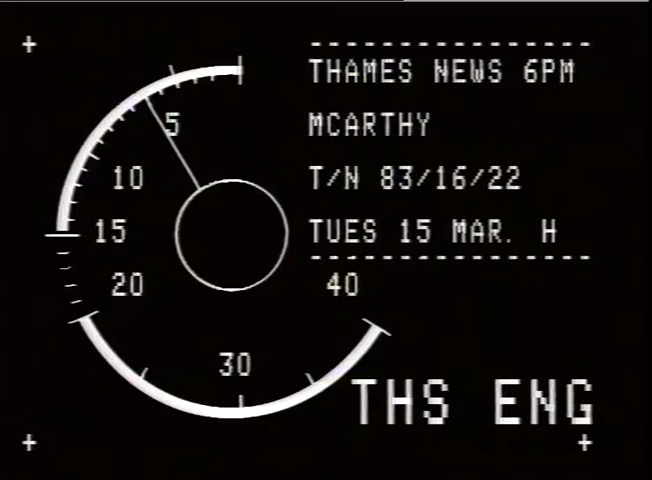 THAMES NEWS 6PM
MCARTHY
T/N 83/16/22
TUES 15 MAR. H
5
10
15
20
30
40
THS ENG